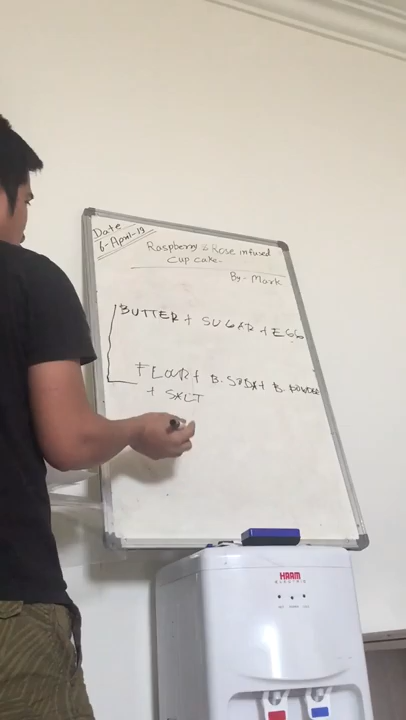 Date
6-April-19
Raspberry & Rose infused
Cup cake
By- Mark
BUTTER + SUGAR + EGG
FLOUR + B. SODA + B. POWDER
+ SALT
HAAM
ELECTRIC